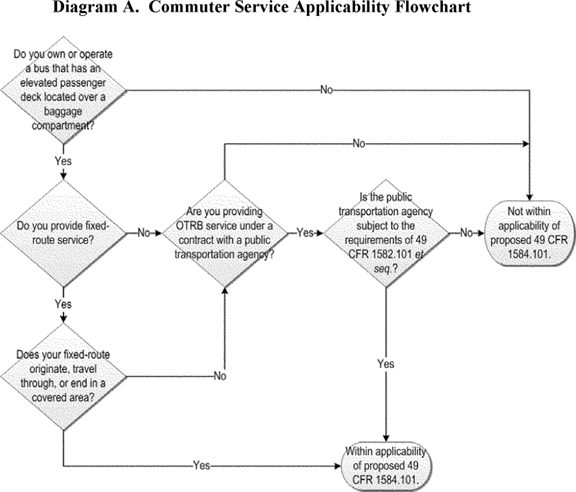 Diagram A. Commuter Service Applicability Flowchart
Do you own or operate
a bus that has an
elevated passenger
deck located over a
baggage
compartment?
No
Yes
No
Do you provide fixed-
route service?
No
Are you providing
OTRB service under a
contract with a public
transportation agency?
Yes
Is the public
transportation agency
subject to the
requirements of 49
CFR 1582.101 et
seq.?
No
Not within
applicability of
proposed 49 CFR
1584.101.
Yes
Does your fixed-route
originate, travel
through, or end in a
covered area?
No
Yes
Yes
Within applicability
of proposed 49
CFR 1584.101.